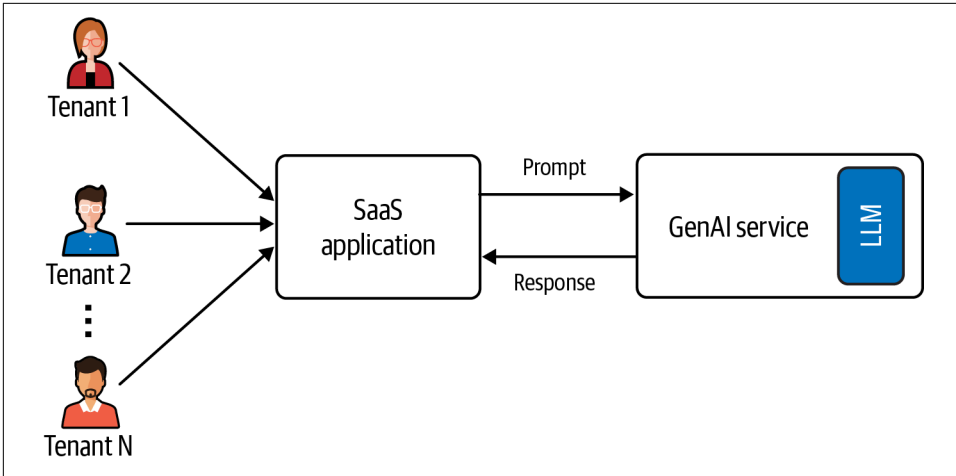 Tenant 1
Tenant 2
Tenant N
SaaS
application
Prompt
Response
GenAI service
LLM